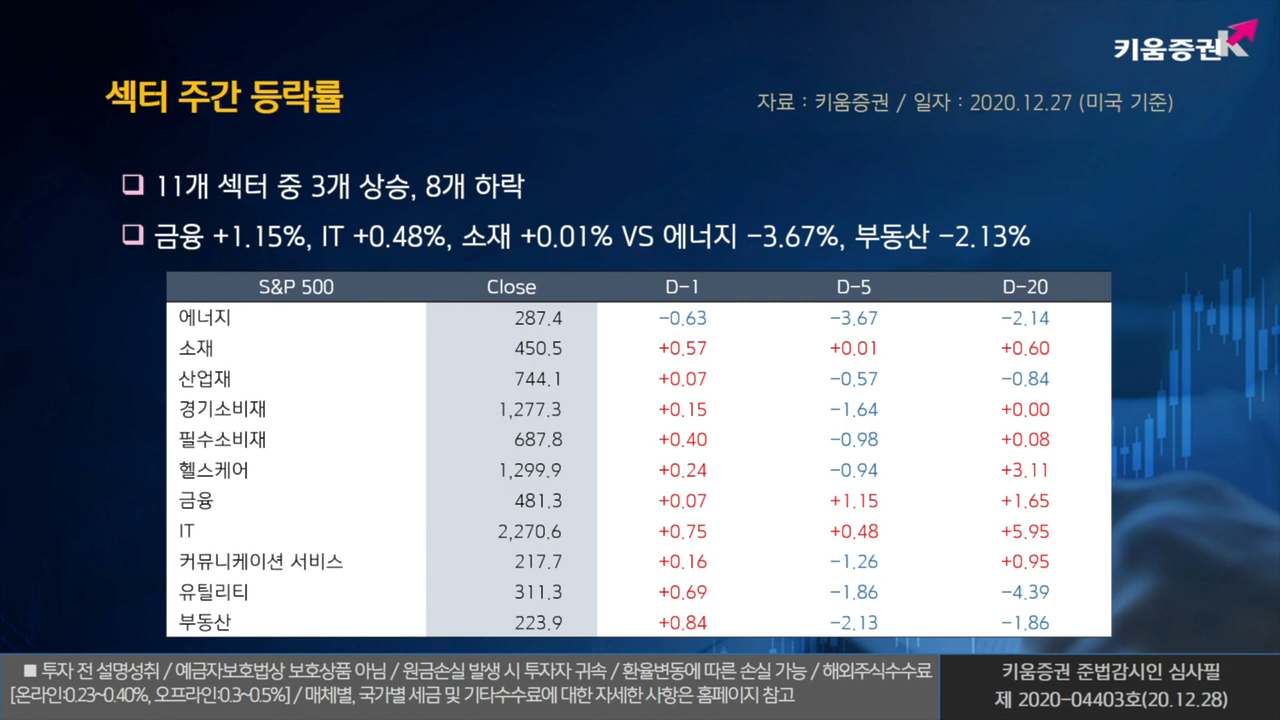 키움증권
섹터 주간 등락률
자료 : 키움증권 / 일자 : 2020.12.27 (미국 기준)
❑ 11개 섹터 중 3개 상승, 8개 하락
❑ 금융 +1.15%, IT +0.48%, 소재 +0.01% VS 에너지 -3.67%, 부동산 -2.13%
S&P 500 Close D-1 D-5 D-20
에너지 287.4 -0.63 -3.67 -2.14
소재 450.5 +0.57 +0.01 +0.60
산업재 744.1 +0.07 -0.57 -0.84
경기소비재 1,277.3 +0.15 -1.64 +0.00
필수소비재 687.8 +0.40 -0.98 +0.08
헬스케어 1,299.9 +0.24 -0.94 +3.11
금융 481.3 +0.07 +1.15 +1.65
IT 2,270.6 +0.75 +0.48 +5.95
커뮤니케이션 서비스 217.7 +0.16 -1.26 +0.95
유틸리티 311.3 +0.69 -1.86 -4.39
부동산 223.9 +0.84 -2.13 -1.86
■ 투자 전 설명성취 / 예금자보호법상 보호상품 아님 / 원금손실 발생 시 투자자 귀속 / 환율변동에 따른 손실 가능 / 해외주식수수료
[온라인:0.23~0.40%, 오프라인:0.3~0.5%] / 매체별, 국가별 세금 및 기타수수료에 대한 자세한 사항은 홈페이지 참고
키움증권 준법감시인 심사필
제 2020-04403호(20.12.28)